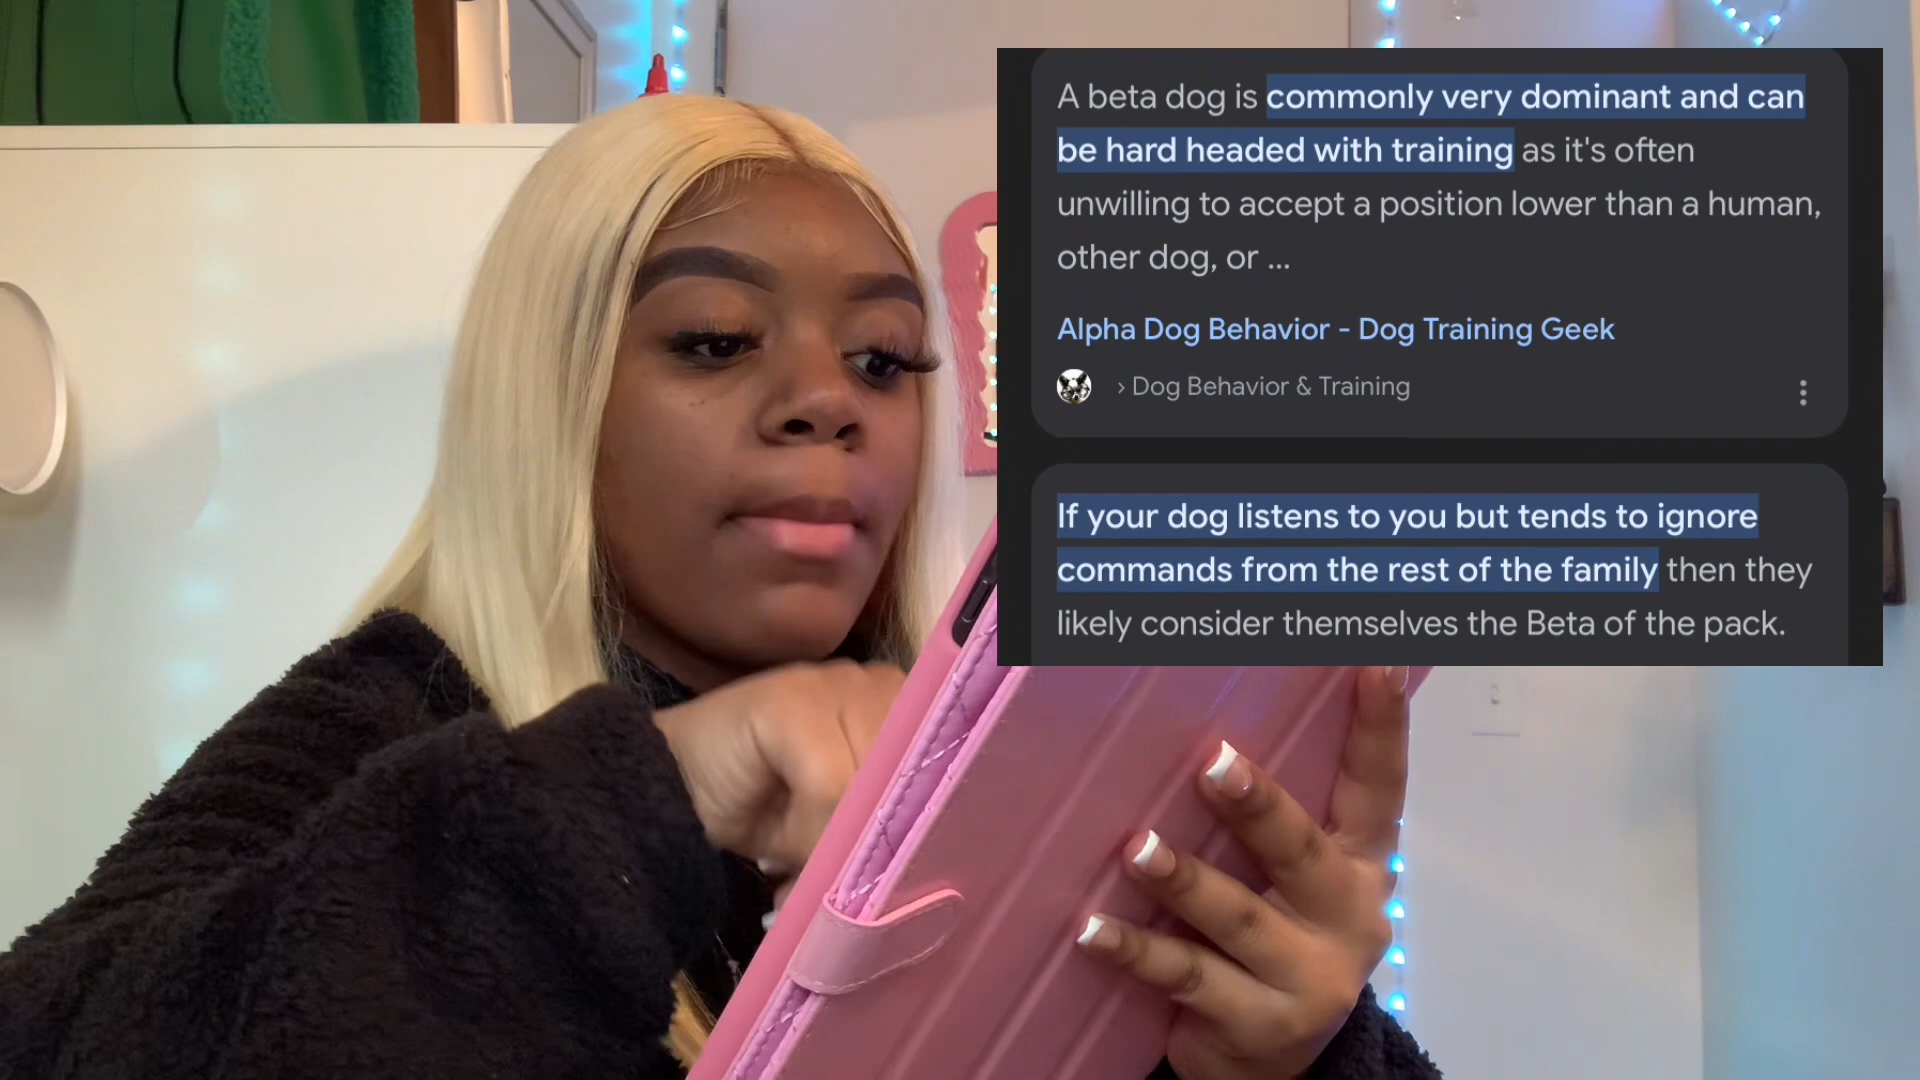 A beta dog is commonly very dominant and can
be hard headed with training as it's often
unwilling to accept a position lower than a human,
other dog, or ...
Alpha Dog Behavior - Dog Training Geek
› Dog Behavior & Training
If your dog listens to you but tends to ignore
commands from the rest of the family then they
likely consider themselves the Beta of the pack.